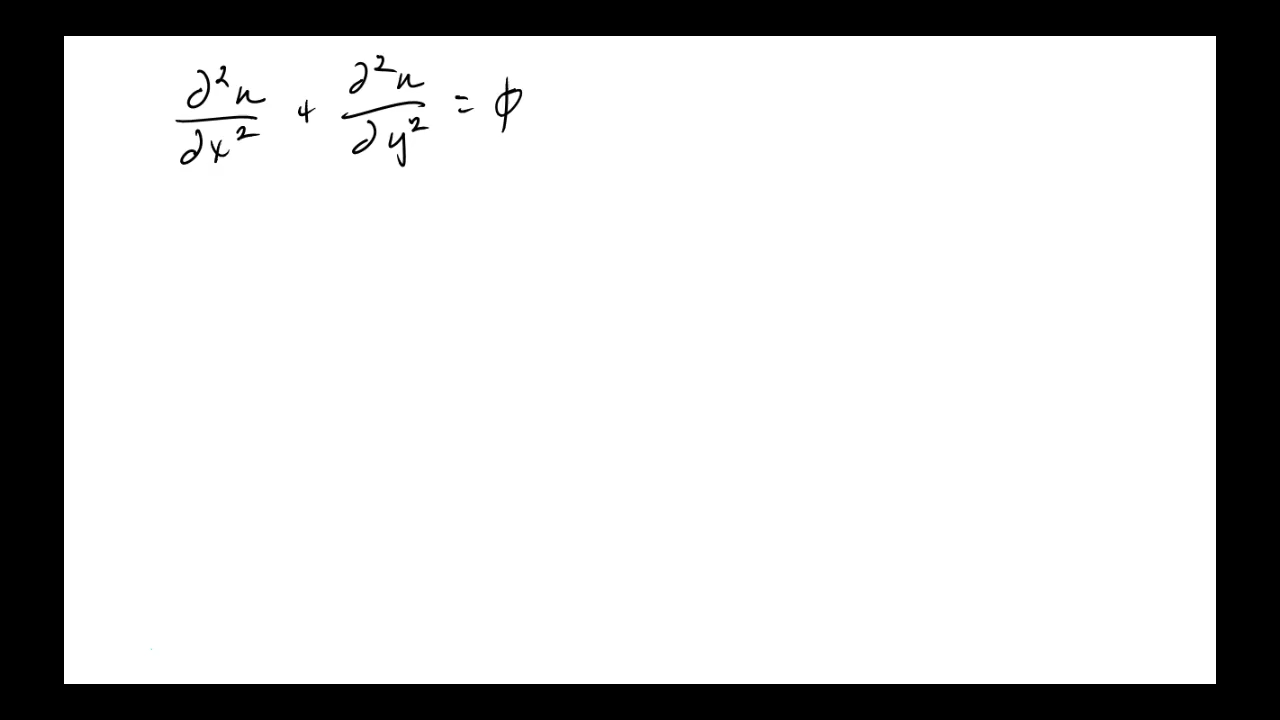 ∂²u/∂x² + ∂²u/∂y² = ϕ